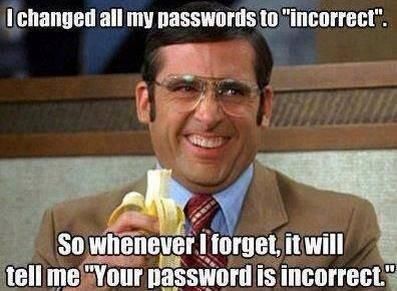 I changed all my passwords to "incorrect".
So whenever I forget, it will
tell me "Your password is incorrect."